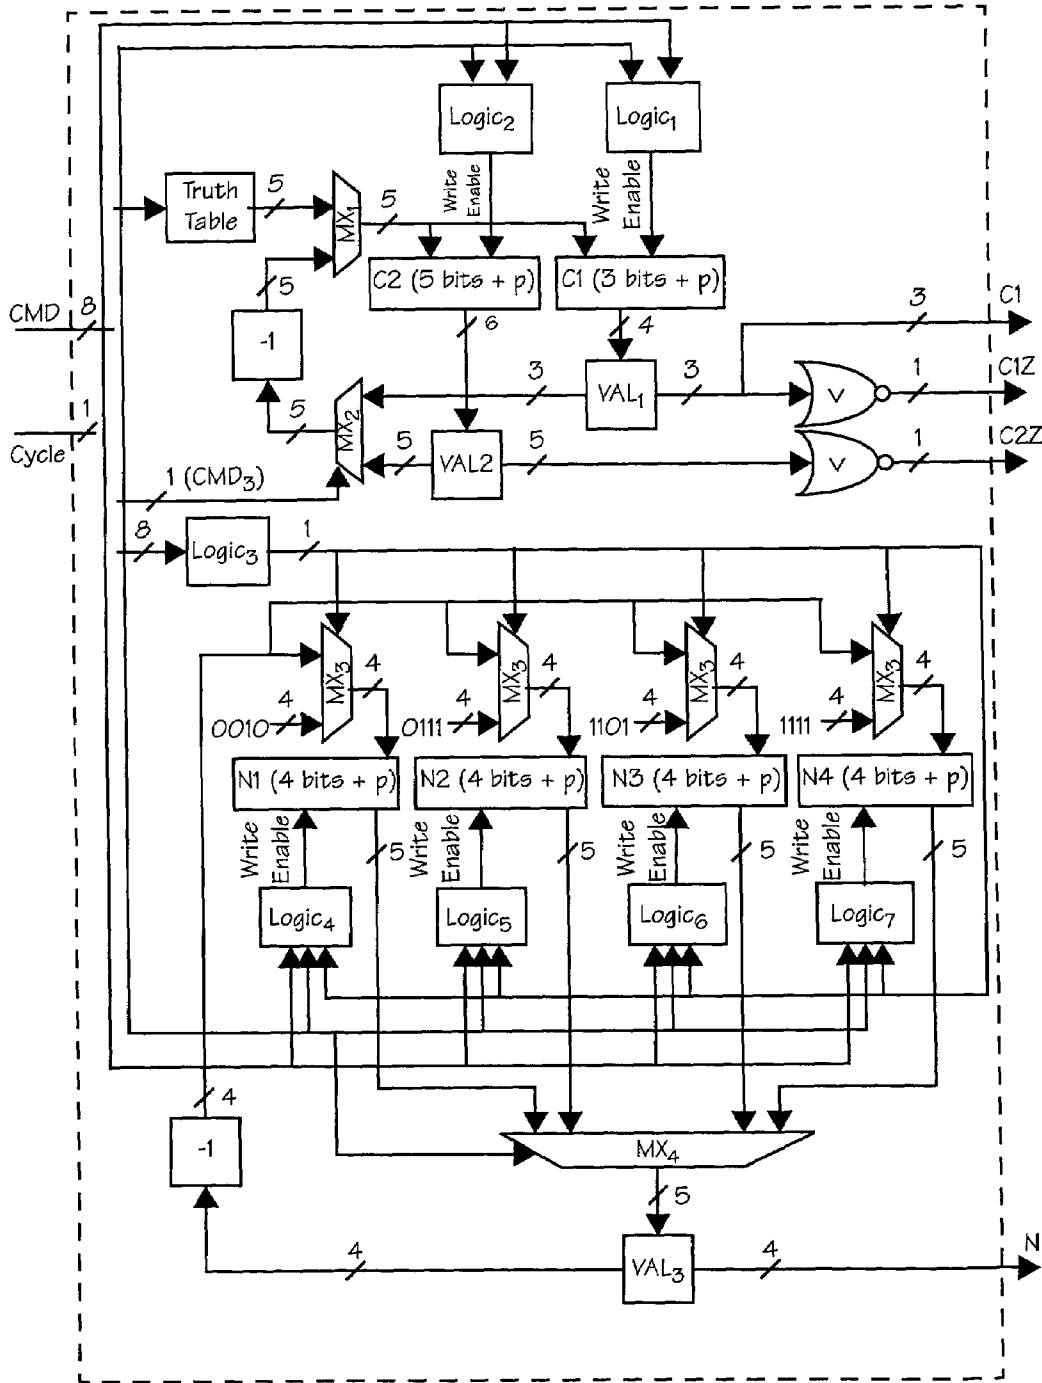 Logic₂
Logic₁
Write
Enable
Write
Enable
Truth
Table
5
MX₁
5
C2 (5 bits + p)
C1 (3 bits + p)
5
-1
6
4
CMD
8
3
C1
MX₂
3
VAL₁
3
V
1
C1Z
5
Cycle
1
5
VAL2
5
V
1
C2Z
1 (CMD₃)
8
Logic₃
1
MX₃
4
MX₃
4
MX₃
4
MX₃
4
0010
4
0111
4
1101
4
1111
4
N1 (4 bits + p)
N2 (4 bits + p)
N3 (4 bits + p)
N4 (4 bits + p)
Write
Enable
5
Write
Enable
5
Write
Enable
5
Write
Enable
5
Logic₄
Logic₅
Logic₆
Logic₇
4
-1
MX₄
5
4
VAL₃
4
N